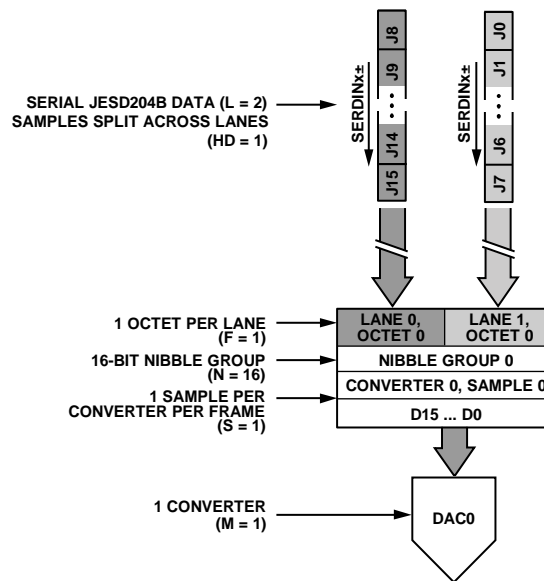 J8
J9
J14
J15
SERDINx±
J0
J1
J6
J7
SERDINx±
SERIAL JESD204B DATA (L = 2)
SAMPLES SPLIT ACROSS LANES
(HD = 1)
1 OCTET PER LANE
(F = 1)
LANE 0,
OCTET 0
LANE 1,
OCTET 0
16-BIT NIBBLE GROUP
(N = 16)
NIBBLE GROUP 0
1 SAMPLE PER
CONVERTER PER FRAME
(S = 1)
CONVERTER 0, SAMPLE 0
D15 ... D0
1 CONVERTER
(M = 1)
DAC0